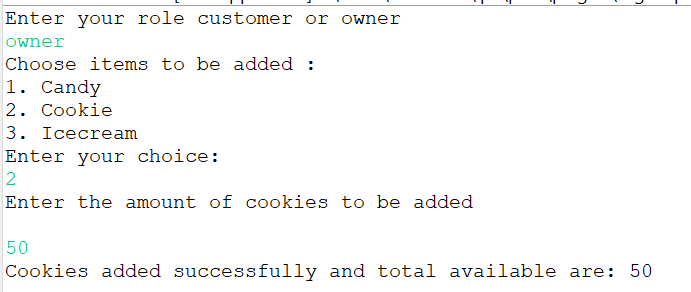 Enter your role customer or owner
owner
Choose items to be added :
1. Candy
2. Cookie
3. Icecream
Enter your choice:
2
Enter the amount of cookies to be added
50
Cookies added successfully and total available are: 50